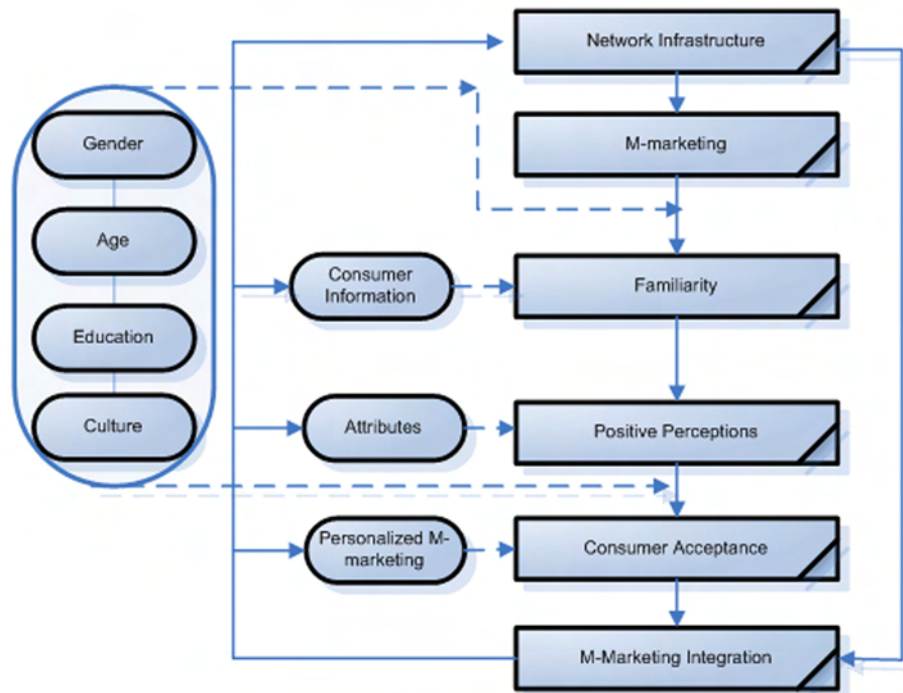 Network Infrastructure
M-marketing
Gender
Age
Education
Culture
Consumer
Information
Familiarity
Attributes
Positive Perceptions
Personalized M-
marketing
Consumer Acceptance
M-Marketing Integration